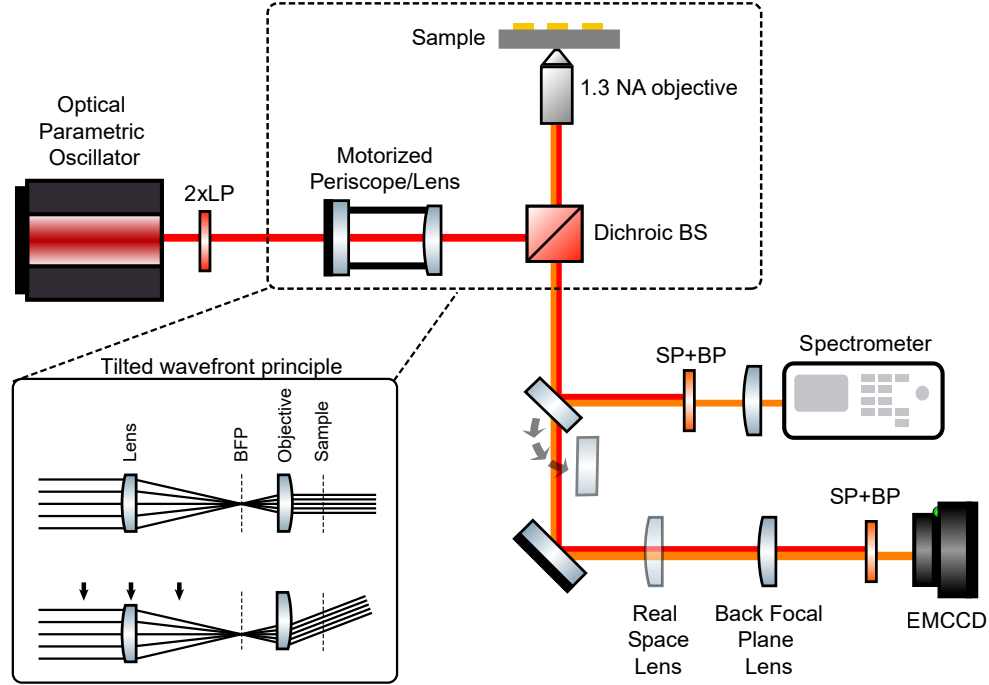 Sample
1.3 NA objective
Optical
Parametric
Oscillator
2xLP
Motorized
Periscope/Lens
Dichroic BS
Tilted wavefront principle
Lens
BFP
Objective
Sample
SP+BP
Spectrometer
SP+BP
Real
Space
Lens
Back Focal
Plane
Lens
EMCCD